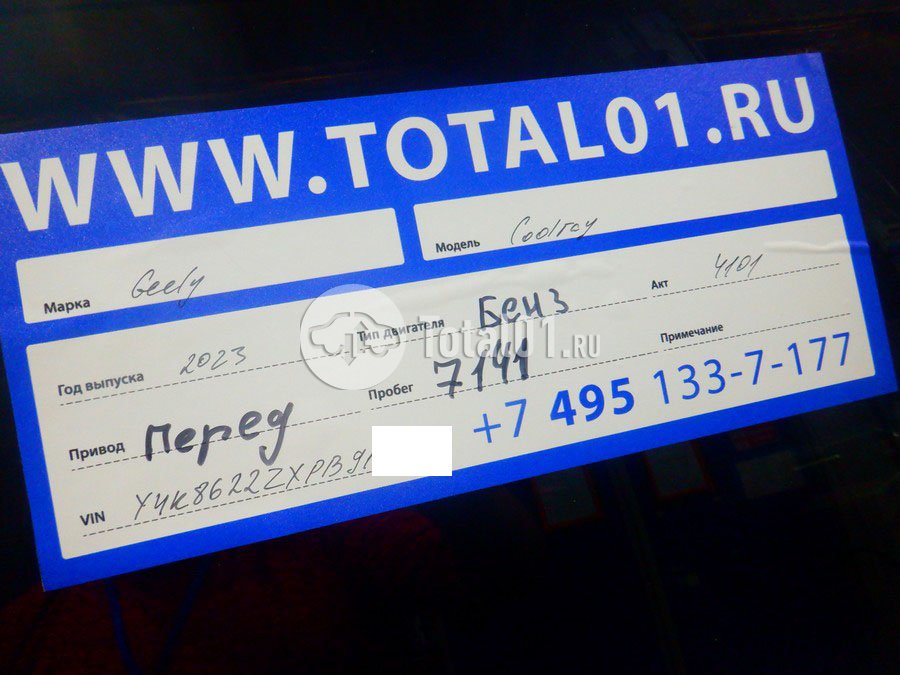 WWW.TOTAL01.RU
Марка Geely Модель Coolray
Год выпуска 2023 Тип двигателя Бенз Акт 4101
Привод Перед Пробег 7141 Примечание
VIN Y4K8622ZXPB9
+7 495 133-7-177
Total01.RU